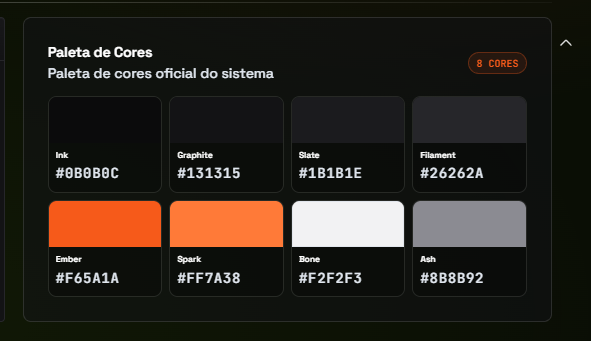 Paleta de Cores
Paleta de cores oficial do sistema
8 CORES
Ink
#0B0B0C
Graphite
#131315
Slate
#1B1B1E
Filament
#26262A
Ember
#F65A1A
Spark
#FF7A38
Bone
#F2F2F3
Ash
#8B8B92